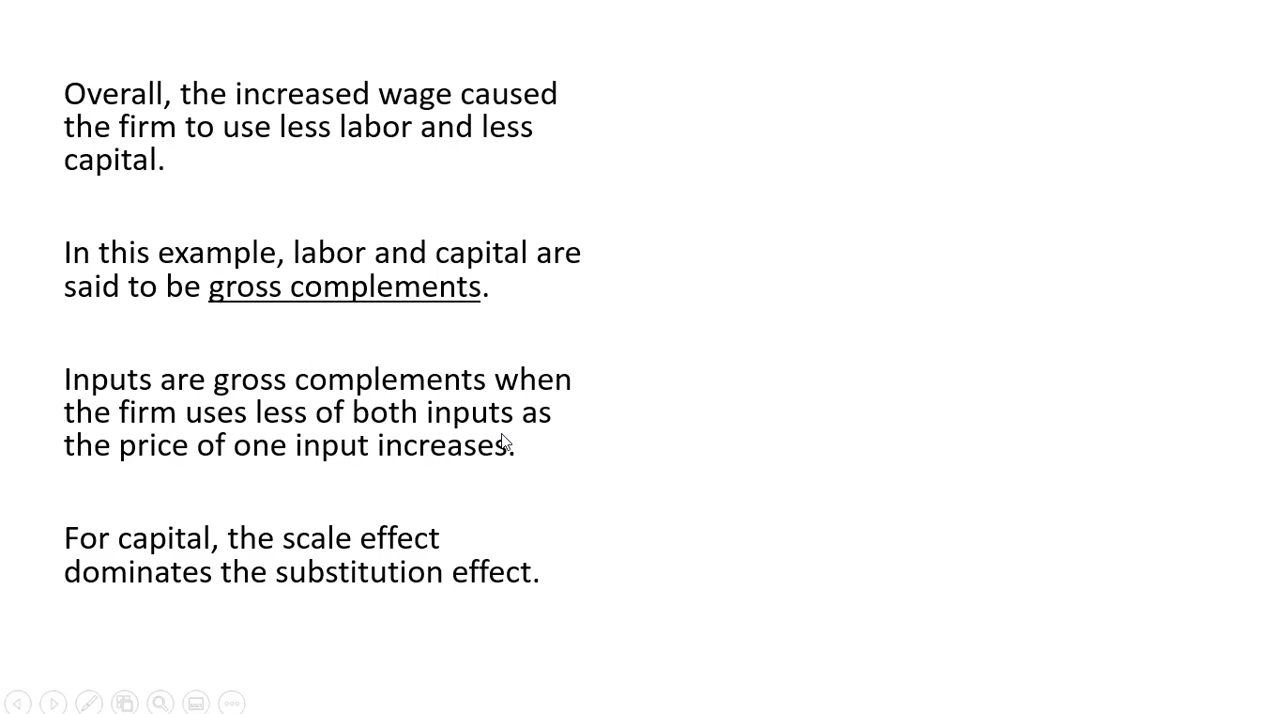 Overall, the increased wage caused
the firm to use less labor and less
capital.
In this example, labor and capital are
said to be gross complements.
Inputs are gross complements when
the firm uses less of both inputs as
the price of one input increases.
For capital, the scale effect
dominates the substitution effect.